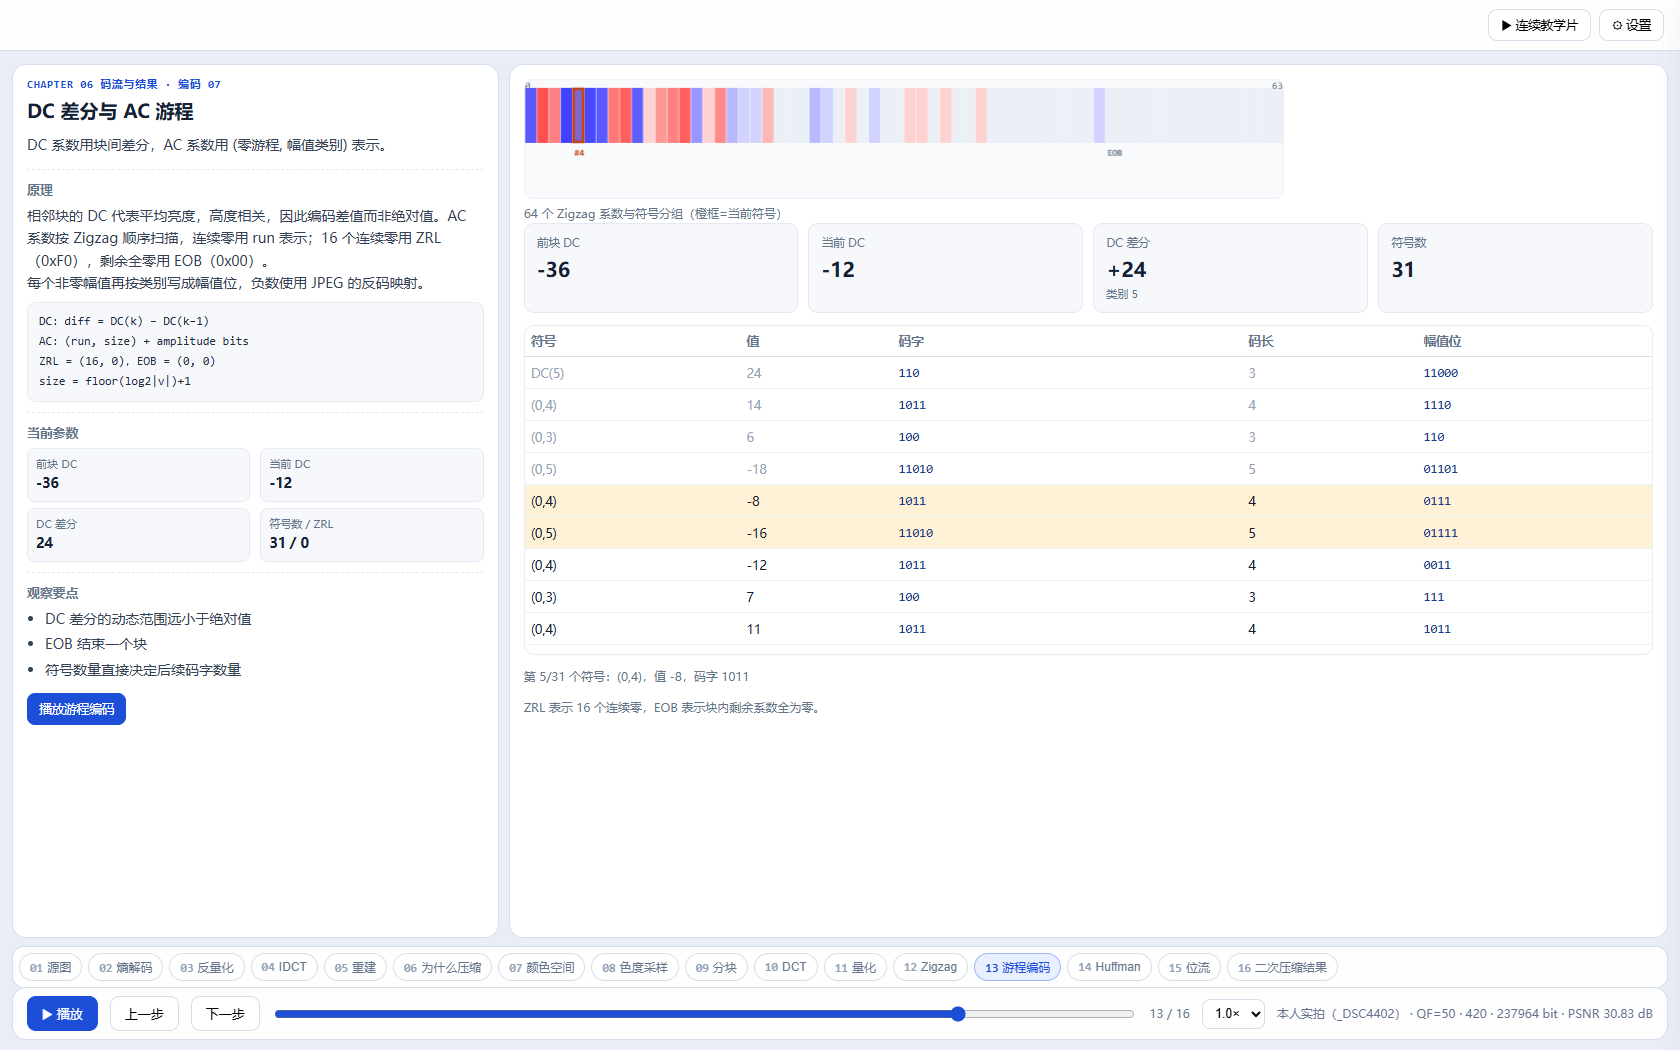 ▶ 连续教学片
⚙ 设置
CHAPTER 06 码流与结果 · 编码 07
DC 差分与 AC 游程
DC 系数用块间差分，AC 系数用 (零游程, 幅值类别) 表示。
原理
相邻块的 DC 代表平均亮度，高度相关，因此编码差值而非绝对值。AC
系数按 Zigzag 顺序扫描，连续零用 run 表示；16 个连续零用 ZRL
（0xF0），剩余全零用 EOB（0x00）。
每个非零幅值再按类别写成幅值位，负数使用 JPEG 的反码映射。
DC: diff = DC(k) − DC(k−1)
AC: (run, size) + amplitude bits
ZRL = (16, 0), EOB = (0, 0)
size = floor(log2|v|)+1
当前参数
前块 DC
-36
当前 DC
-12
DC 差分
24
符号数 / ZRL
31 / 0
观察要点
• DC 差分的动态范围远小于绝对值
• EOB 结束一个块
• 符号数量直接决定后续码字数量
播放游程编码
0
63
#4
EOB
64 个 Zigzag 系数与符号分组（橙框=当前符号）
前块 DC
-36
当前 DC
-12
DC 差分
+24
类别 5
符号数
31
符号 值 码字 码长 幅值位
DC(5) 24 110 3 11000
(0,4) 14 1011 4 1110
(0,3) 6 100 3 110
(0,5) -18 11010 5 01101
(0,4) -8 1011 4 0111
(0,5) -16 11010 5 01111
(0,4) -12 1011 4 0011
(0,3) 7 100 3 111
(0,4) 11 1011 4 1011
第 5/31 个符号：(0,4)，值 -8，码字 1011
ZRL 表示 16 个连续零，EOB 表示块内剩余系数全为零。
01 源图
02 熵解码
03 反量化
04 IDCT
05 重建
06 为什么压缩
07 颜色空间
08 色度采样
09 分块
10 DCT
11 量化
12 Zigzag
13 游程编码
14 Huffman
15 位流
16 二次压缩结果
▶ 播放
上一步
下一步
13 / 16
1.0×
本人实拍（_DSC4402） · QF=50 · 420 · 237964 bit · PSNR 30.83 dB